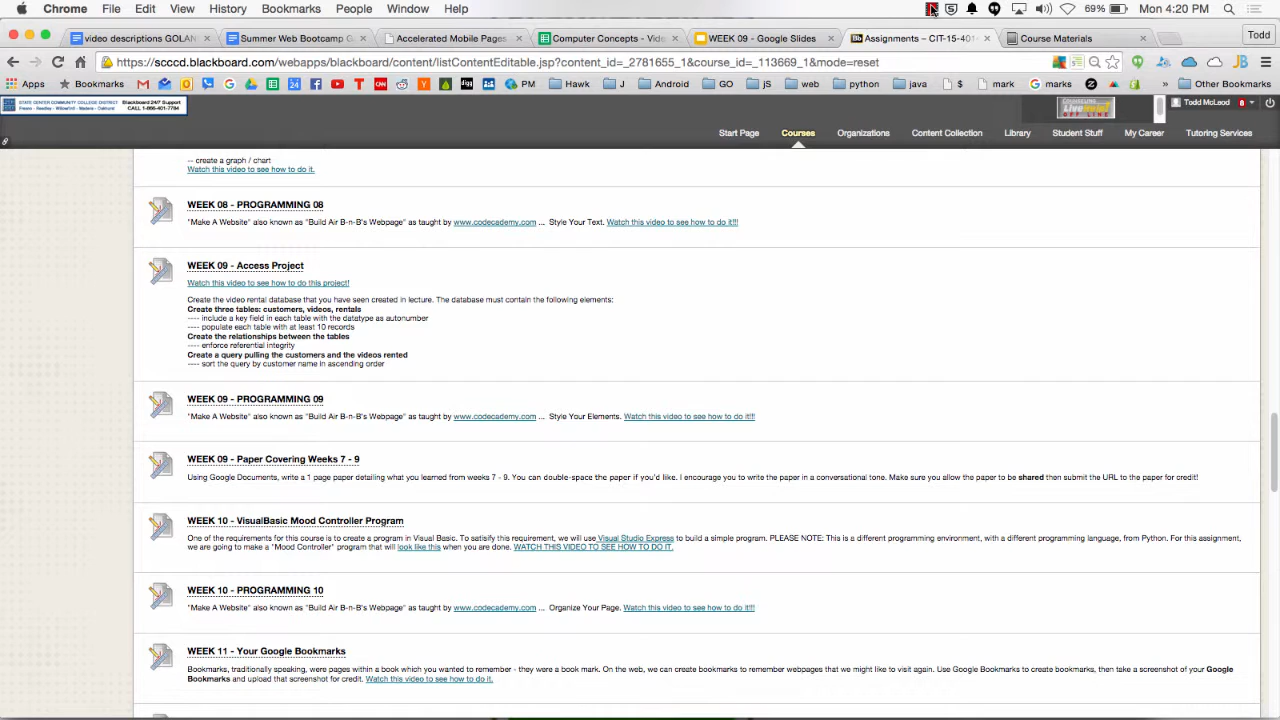 Chrome File Edit View History Bookmarks People Window Help 69% Mon 4:20 PM
video descriptions GOLAN Summer Web Bootcamp G Accelerated Mobile Pages Computer Concepts - Video WEEK 09 - Google Slides Assignments – CIT-15-401- Course Materials Todd
https://scccd.blackboard.com/webapps/blackboard/content/listContentEditable.jsp?content_id=_2781655_1&course_id=_113669_1&mode=reset
Apps Bookmarks PM Hawk J Android GO web jS python java $ mark marks » Other Bookmarks
STATE CENTER COMMUNITY COLLEGE DISTRICT Blackboard 24/7 Support
CALL 1-866-401-7784
Todd McLeod 8
Start Page Courses Organizations Content Collection Library Student Stuff My Career Tutoring Services
-- create a graph / chart
Watch this video to see how to do it.
WEEK 08 - PROGRAMMING 08
"Make A Website" also known as "Build Air B-n-B's Webpage" as taught by www.codecademy.com ... Style Your Text. Watch this video to see how to do it!!!
WEEK 09 - Access Project
Watch this video to see how to do this project!
Create the video rental database that you have seen created in lecture. The database must contain the following elements:
Create three tables: customers, videos, rentals
---- include a key field in each table with the datatype as autonumber
---- populate each table with at least 10 records
Create the relationships between the tables
---- enforce referential integrity
Create a query pulling the customers and the videos rented
---- sort the query by customer name in ascending order
WEEK 09 - PROGRAMMING 09
"Make A Website" also known as "Build Air B-n-B's Webpage" as taught by www.codecademy.com ... Style Your Elements. Watch this video to see how to do it!!!
WEEK 09 - Paper Covering Weeks 7 - 9
Using Google Documents, write a 1 page paper detailing what you learned from weeks 7 - 9. You can double-space the paper if you'd like. I encourage you to write the paper in a conversational tone. Make sure you allow the paper to be shared then submit the URL to the paper for credit!
WEEK 10 - VisualBasic Mood Controller Program
One of the requirements for this course is to create a program in Visual Basic. To satisify this requirement, we will use Visual Studio Express to build a simple program. PLEASE NOTE: This is a different programming environment, with a different programming language, from Python. For this assignment,
we are going to make a "Mood Controller" program that will look like this when you are done. WATCH THIS VIDEO TO SEE HOW TO DO IT.
WEEK 10 - PROGRAMMING 10
"Make A Website" also known as "Build Air B-n-B's Webpage" as taught by www.codecademy.com ... Organize Your Page. Watch this video to see how to do it!!!
WEEK 11 - Your Google Bookmarks
Bookmarks, traditionally speaking, were pages within a book which you wanted to remember - they were a book mark. On the web, we can create bookmarks to remember webpages that we might like to visit again. Use Google Bookmarks to create bookmarks, then take a screenshot of your Google
Bookmarks and upload that screenshot for credit. Watch this video to see how to do it.